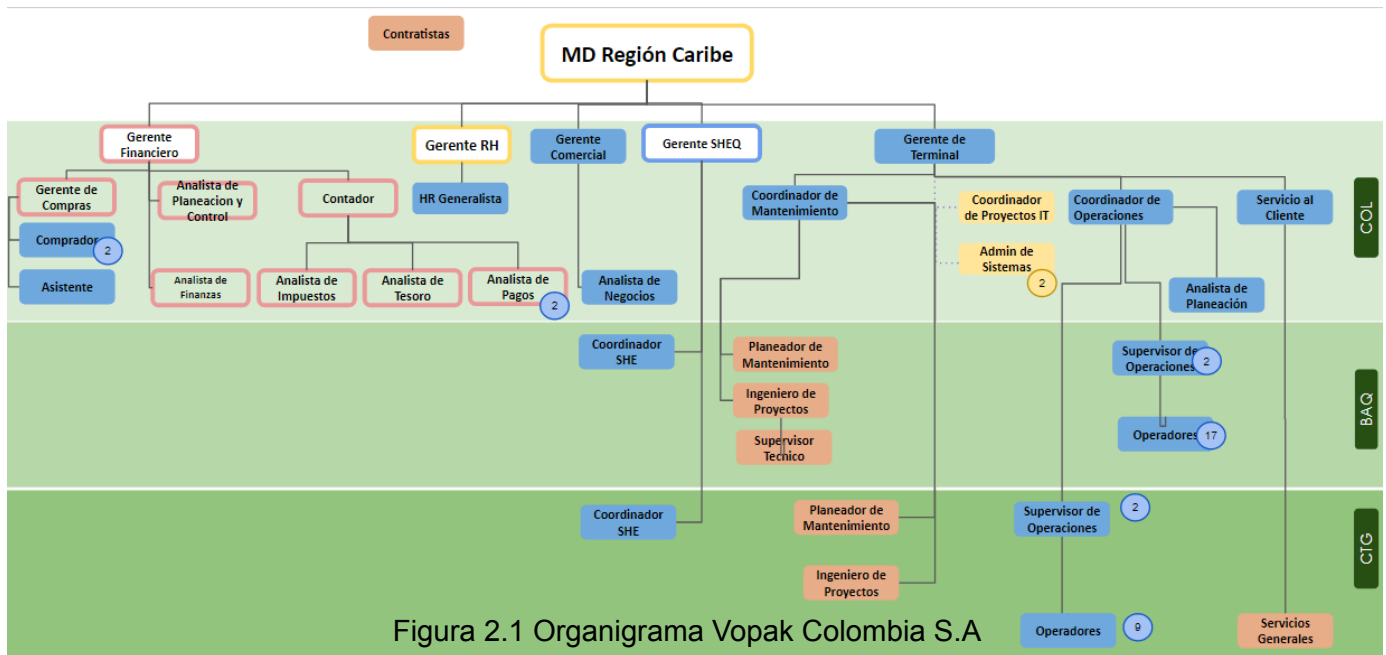 Contratistas
MD Región Caribe
Gerente
Financiero
Gerente RH
Gerente
Comercial
Gerente SHEQ
Gerente de
Terminal
Gerente de
Compras
Analista de
Planeacion y
Control
Contador
HR Generalista
Coordinador de
Mantenimiento
Coordinador
de Proyectos IT
Coordinador de
Operaciones
Servicio al
Cliente
COL
Comprador
2
Admin de
Sistemas
2
Asistente
Analista de
Finanzas
Analista de
Impuestos
Analista de
Tesoro
Analista de
Pagos
2
Analista de
Negocios
Analista de
Planeación
Coordinador
SHE
Planeador de
Mantenimiento
Supervisor de
Operaciones
2
BAQ
Ingeniero de
Proyectos
Supervisor
Tecnico
Operadores
17
Coordinador
SHE
Planeador de
Mantenimiento
Supervisor de
Operaciones
2
CTG
Ingeniero de
Proyectos
Operadores
9
Servicios
Generales
Figura 2.1 Organigrama Vopak Colombia S.A